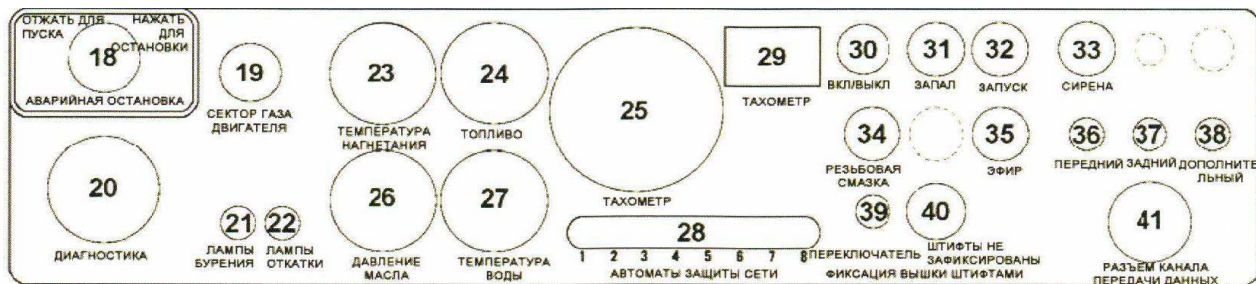 ОТЖАТЬ ДЛЯ ПУСКА
НАЖАТЬ ДЛЯ ОСТАНОВКИ
18
АВАРИЙНАЯ ОСТАНОВКА
19
СЕКТОР ГАЗА
ДВИГАТЕЛЯ
20
ДИАГНОСТИКА
21
ЛАМПЫ
БУРЕНИЯ
22
ЛАМПЫ
ОТКАТКИ
23
ТЕМПЕРАТУРА
НАГНЕТАНИЯ
24
ТОПЛИВО
25
ТАХОМЕТР
26
ДАВЛЕНИЕ
МАСЛА
27
ТЕМПЕРАТУРА
ВОДЫ
28
1 2 3 4 5 6 7 8
АВТОМАТЫ ЗАЩИТЫ СЕТИ
29
ТАХОМЕТР
30
ВКЛ/ВЫКЛ
31
ЗАПАЛ
32
ЗАПУСК
33
СИРЕНА
34
РЕЗЬБОВАЯ
СМАЗКА
35
ЭФИР
36
ПЕРЕДНИЙ
37
ЗАДНИЙ
38
ДОПОЛНИТЕ
ЛЬНЫЙ
39
ПЕРЕКЛЮЧАТЕЛЬ
40
ШТИФТЫ НЕ
ЗАФИКСИРОВАНЫ
ФИКСАЦИЯ ВЫШКИ ШТИФТАМИ
41
РАЗЪЕМ КАНАЛА
ПЕРЕДАЧИ ДАННЫХ